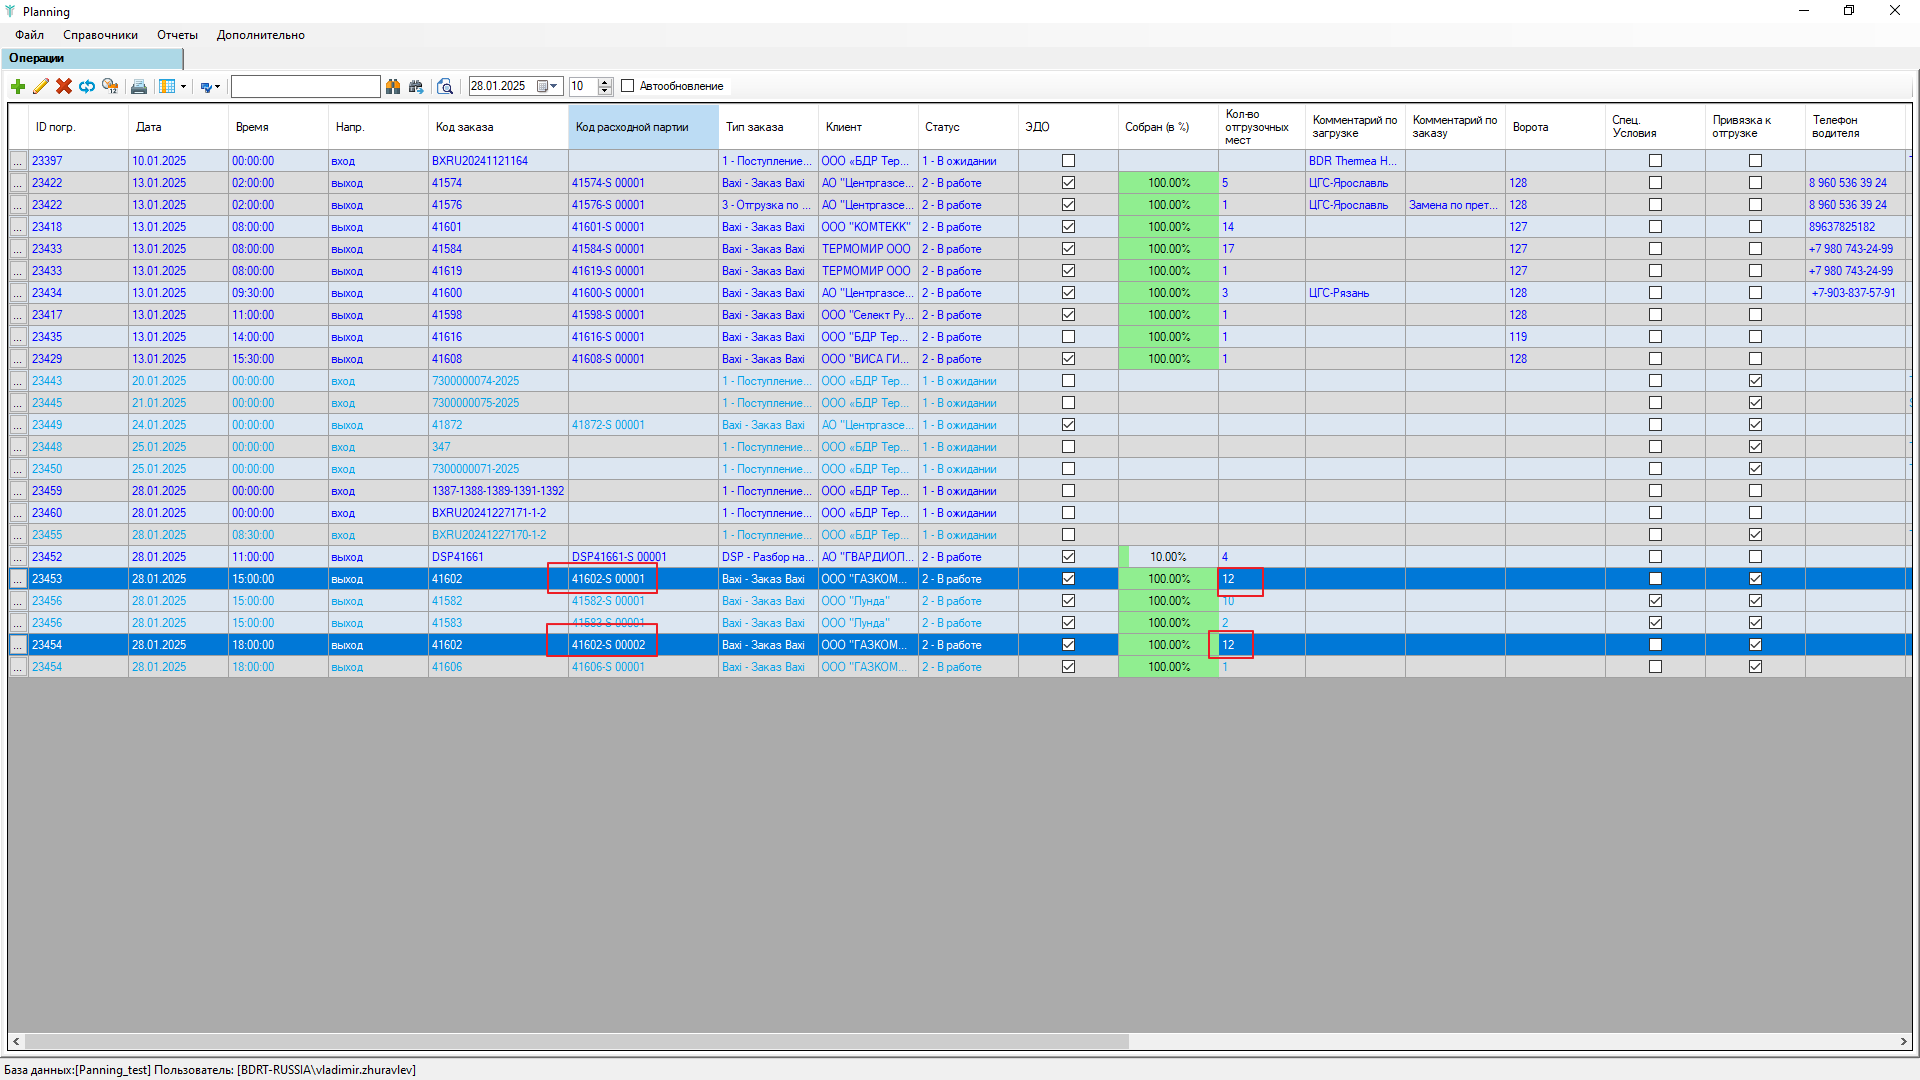 Planning
Файл Справочники Отчеты Дополнительно
Операции
28.01.2025 10 Автообновление
ID погр. Дата Время Напр. Код заказа Код расходной партии Тип заказа Клиент Статус ЭДО Собран (в %) Кол-во отгрузочных мест Комментарий по загрузке Комментарий по заказу Ворота Спец. Условия Привязка к отгрузке Телефон водителя
... 23397 10.01.2025 00:00:00 вход BXRU20241121164 1 - Поступление... ООО «БДР Тер... 1 - В ожидании BDR Thermea H...
... 23422 13.01.2025 02:00:00 выход 41574 41574-S 00001 Baxi - Заказ Baxi АО "Центргазсе... 2 - В работе 100.00% 5 ЦГС-Ярославль 128 8 960 536 39 24
... 23422 13.01.2025 02:00:00 выход 41576 41576-S 00001 3 - Отгрузка по ... АО "Центргазсе... 2 - В работе 100.00% 1 ЦГС-Ярославль Замена по прет... 128 8 960 536 39 24
... 23418 13.01.2025 08:00:00 выход 41601 41601-S 00001 Baxi - Заказ Baxi ООО "КОМТЕКК" 2 - В работе 100.00% 14 127 89637825182
... 23433 13.01.2025 08:00:00 выход 41584 41584-S 00001 Baxi - Заказ Baxi ТЕРМОМИР ООО 2 - В работе 100.00% 17 127 +7 980 743-24-99
... 23433 13.01.2025 08:00:00 выход 41619 41619-S 00001 Baxi - Заказ Baxi ТЕРМОМИР ООО 2 - В работе 100.00% 1 127 +7 980 743-24-99
... 23434 13.01.2025 09:30:00 выход 41600 41600-S 00001 Baxi - Заказ Baxi АО "Центргазсе... 2 - В работе 100.00% 3 ЦГС-Рязань 128 +7-903-837-57-91
... 23417 13.01.2025 11:00:00 выход 41598 41598-S 00001 Baxi - Заказ Baxi ООО "Селект Ру... 2 - В работе 100.00% 1 128
... 23435 13.01.2025 14:00:00 выход 41616 41616-S 00001 Baxi - Заказ Baxi ООО "БДР Тер... 2 - В работе 100.00% 1 119
... 23429 13.01.2025 15:30:00 выход 41608 41608-S 00001 Baxi - Заказ Baxi ООО "ВИСА ГИ... 2 - В работе 100.00% 1 128
... 23443 20.01.2025 00:00:00 вход 7300000074-2025 1 - Поступление... ООО «БДР Тер... 1 - В ожидании
... 23445 21.01.2025 00:00:00 вход 7300000075-2025 1 - Поступление... ООО «БДР Тер... 1 - В ожидании
... 23449 24.01.2025 00:00:00 выход 41872 41872-S 00001 Baxi - Заказ Baxi АО "Центргазсе... 1 - В ожидании
... 23448 25.01.2025 00:00:00 вход 347 1 - Поступление... ООО «БДР Тер... 1 - В ожидании
... 23450 25.01.2025 00:00:00 вход 7300000071-2025 1 - Поступление... ООО «БДР Тер... 1 - В ожидании
... 23459 28.01.2025 00:00:00 вход 1387-1388-1389-1391-1392 1 - Поступление... ООО «БДР Тер... 1 - В ожидании
... 23460 28.01.2025 00:00:00 вход BXRU20241227171-1-2 1 - Поступление... ООО «БДР Тер... 1 - В ожидании
... 23455 28.01.2025 08:30:00 вход BXRU20241227170-1-2 1 - Поступление... ООО «БДР Тер... 1 - В ожидании
... 23452 28.01.2025 11:00:00 выход DSP41661 DSP41661-S 00001 DSP - Разбор на... АО "ГВАРДИОЛ... 2 - В работе 10.00% 4
... 23453 28.01.2025 15:00:00 выход 41602 41602-S 00001 Baxi - Заказ Baxi ООО "ГАЗКОМ... 2 - В работе 100.00% 12
... 23456 28.01.2025 15:00:00 выход 41582 41582-S 00001 Baxi - Заказ Baxi ООО "Лунда" 2 - В работе 100.00% 10
... 23456 28.01.2025 15:00:00 выход 41583 41583-S 00001 Baxi - Заказ Baxi ООО "Лунда" 2 - В работе 100.00% 2
... 23454 28.01.2025 18:00:00 выход 41602 41602-S 00002 Baxi - Заказ Baxi ООО "ГАЗКОМ... 2 - В работе 100.00% 12
... 23454 28.01.2025 18:00:00 выход 41606 41606-S 00001 Baxi - Заказ Baxi ООО "ГАЗКОМ... 2 - В работе 100.00% 1
База данных:[Panning_test] Пользователь: [BDRT-RUSSIA\vladimir.zhuravlev]